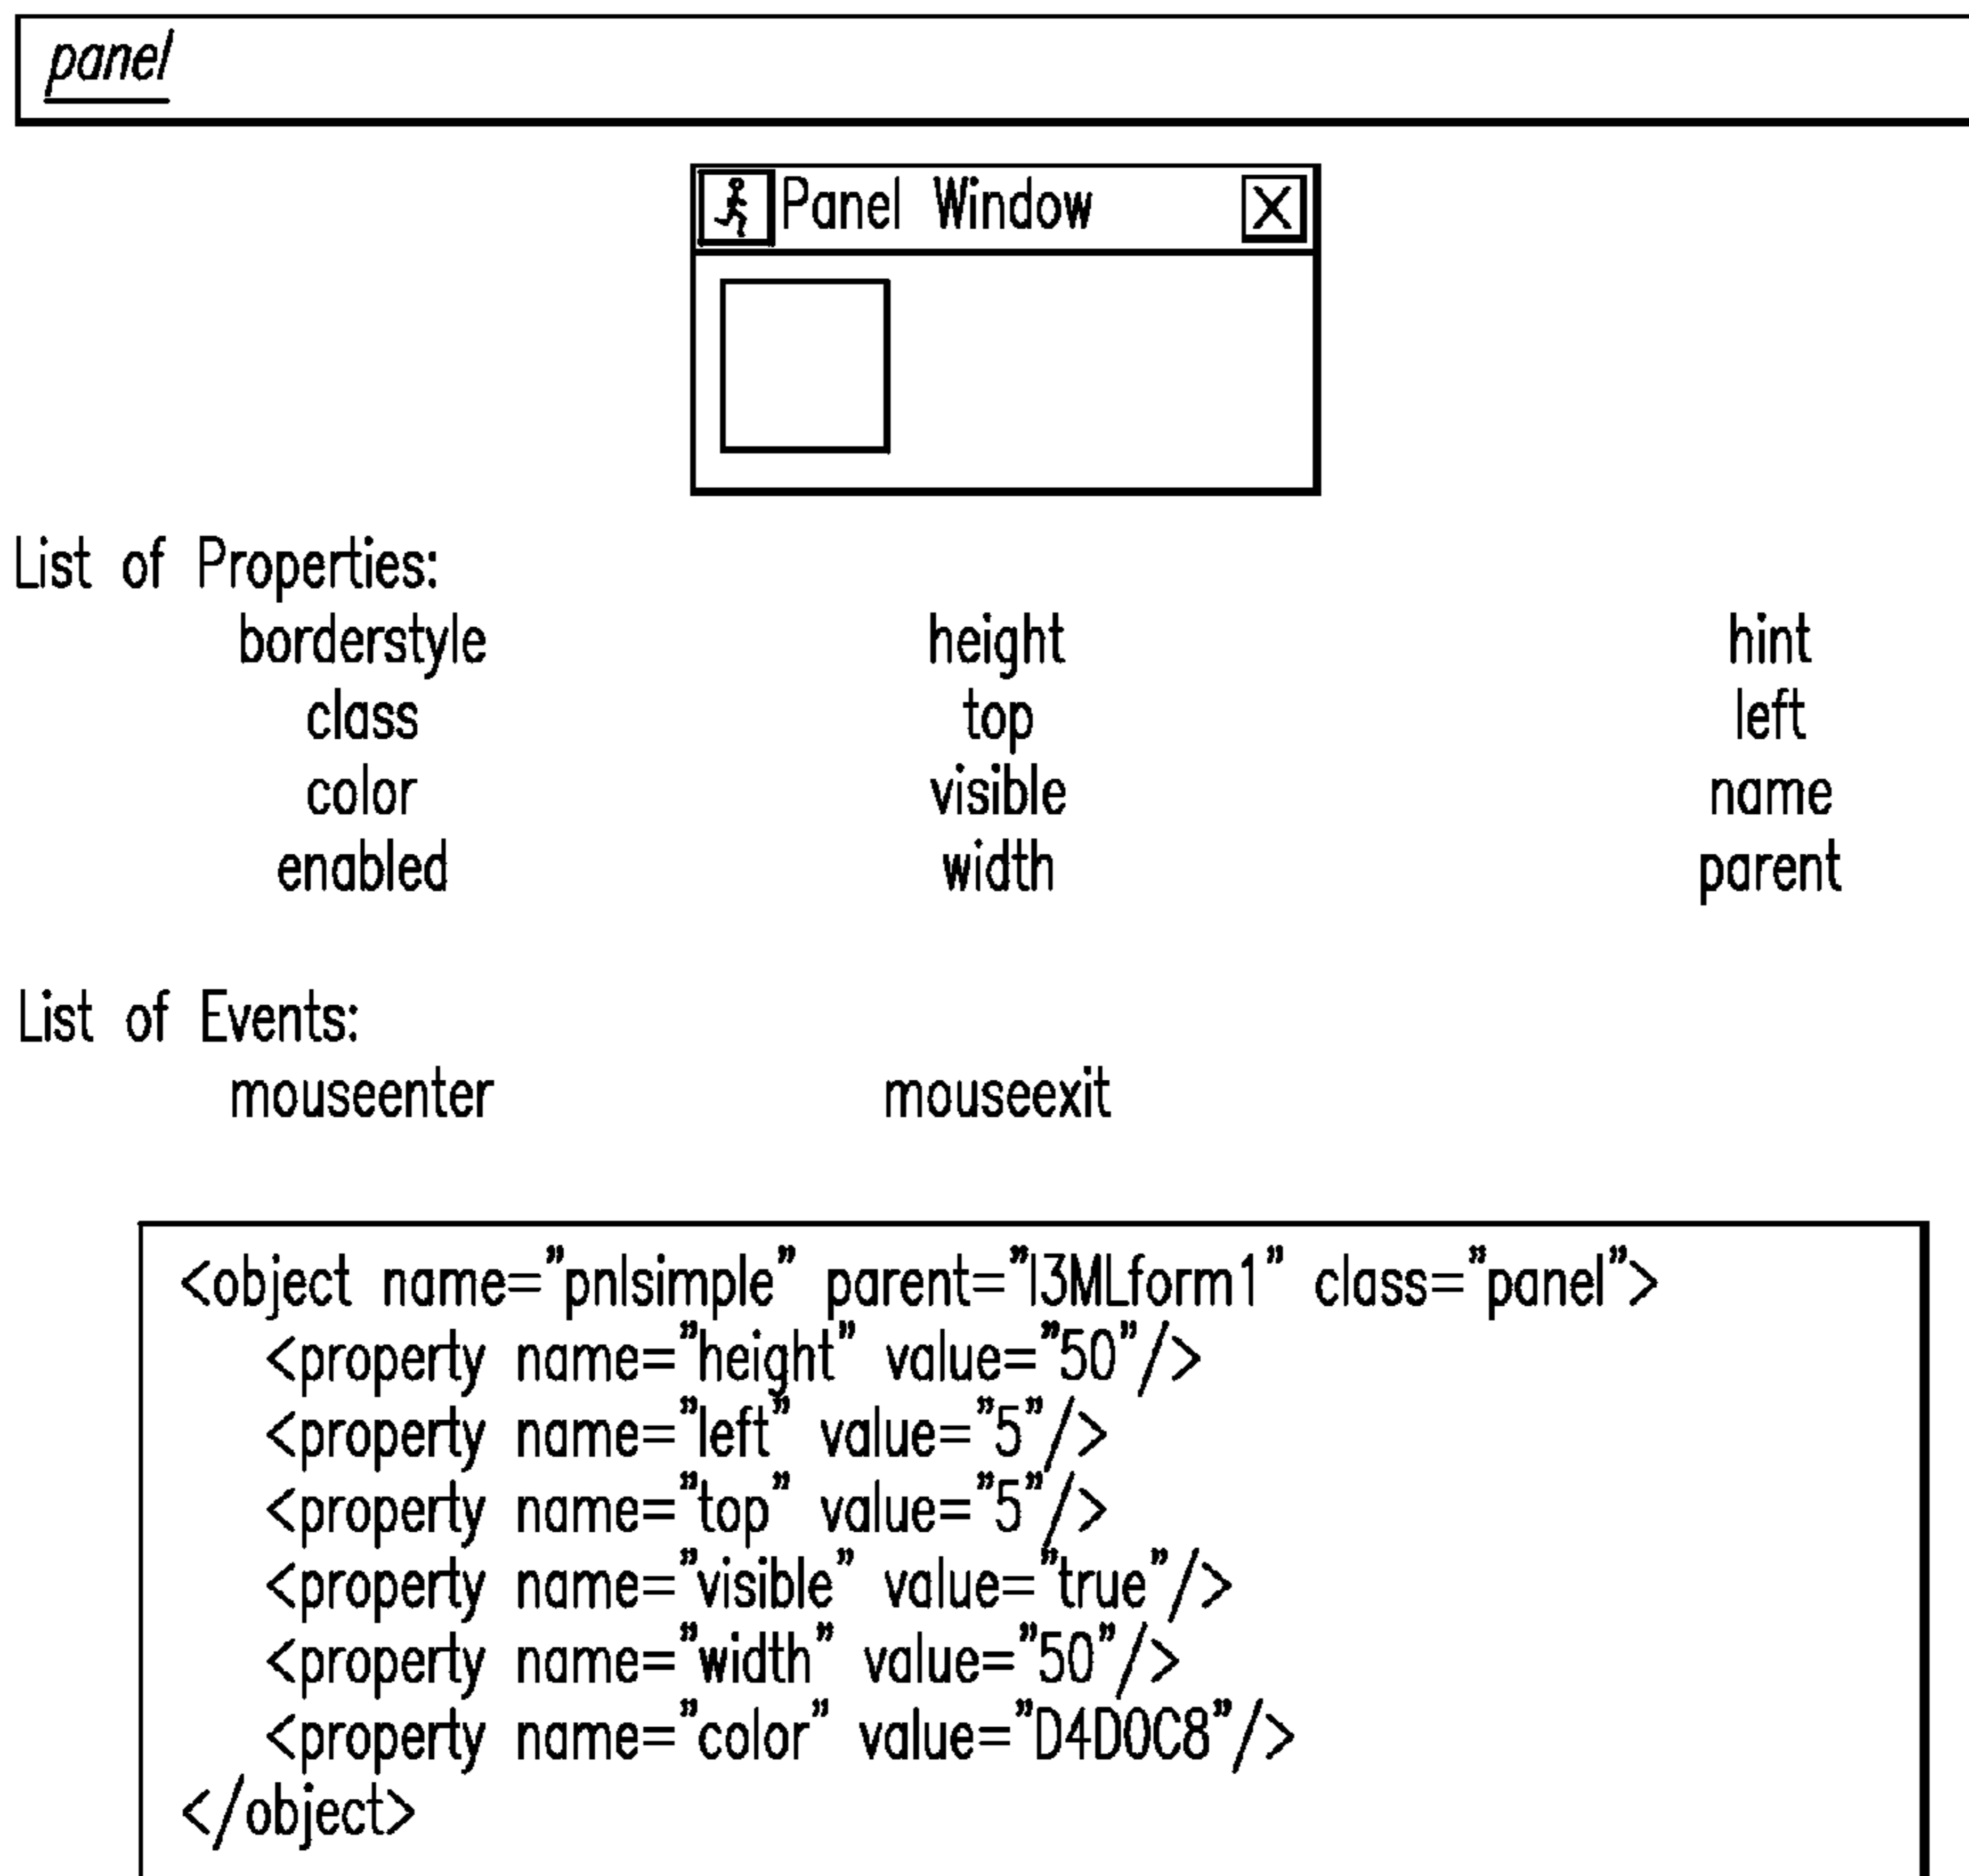 panel
Panel Window X
List of Properties:
borderstyle height hint
class top left
color visible name
enabled width parent
List of Events:
mouseenter mouseexit
<object name="pnlsimple" parent="I3MLform1" class="panel">
<property name="height" value="50"/>
<property name="left" value="5"/>
<property name="top" value="5"/>
<property name="visible" value="true"/>
<property name="width" value="50"/>
<property name="color" value="D4D0C8"/>
</object>